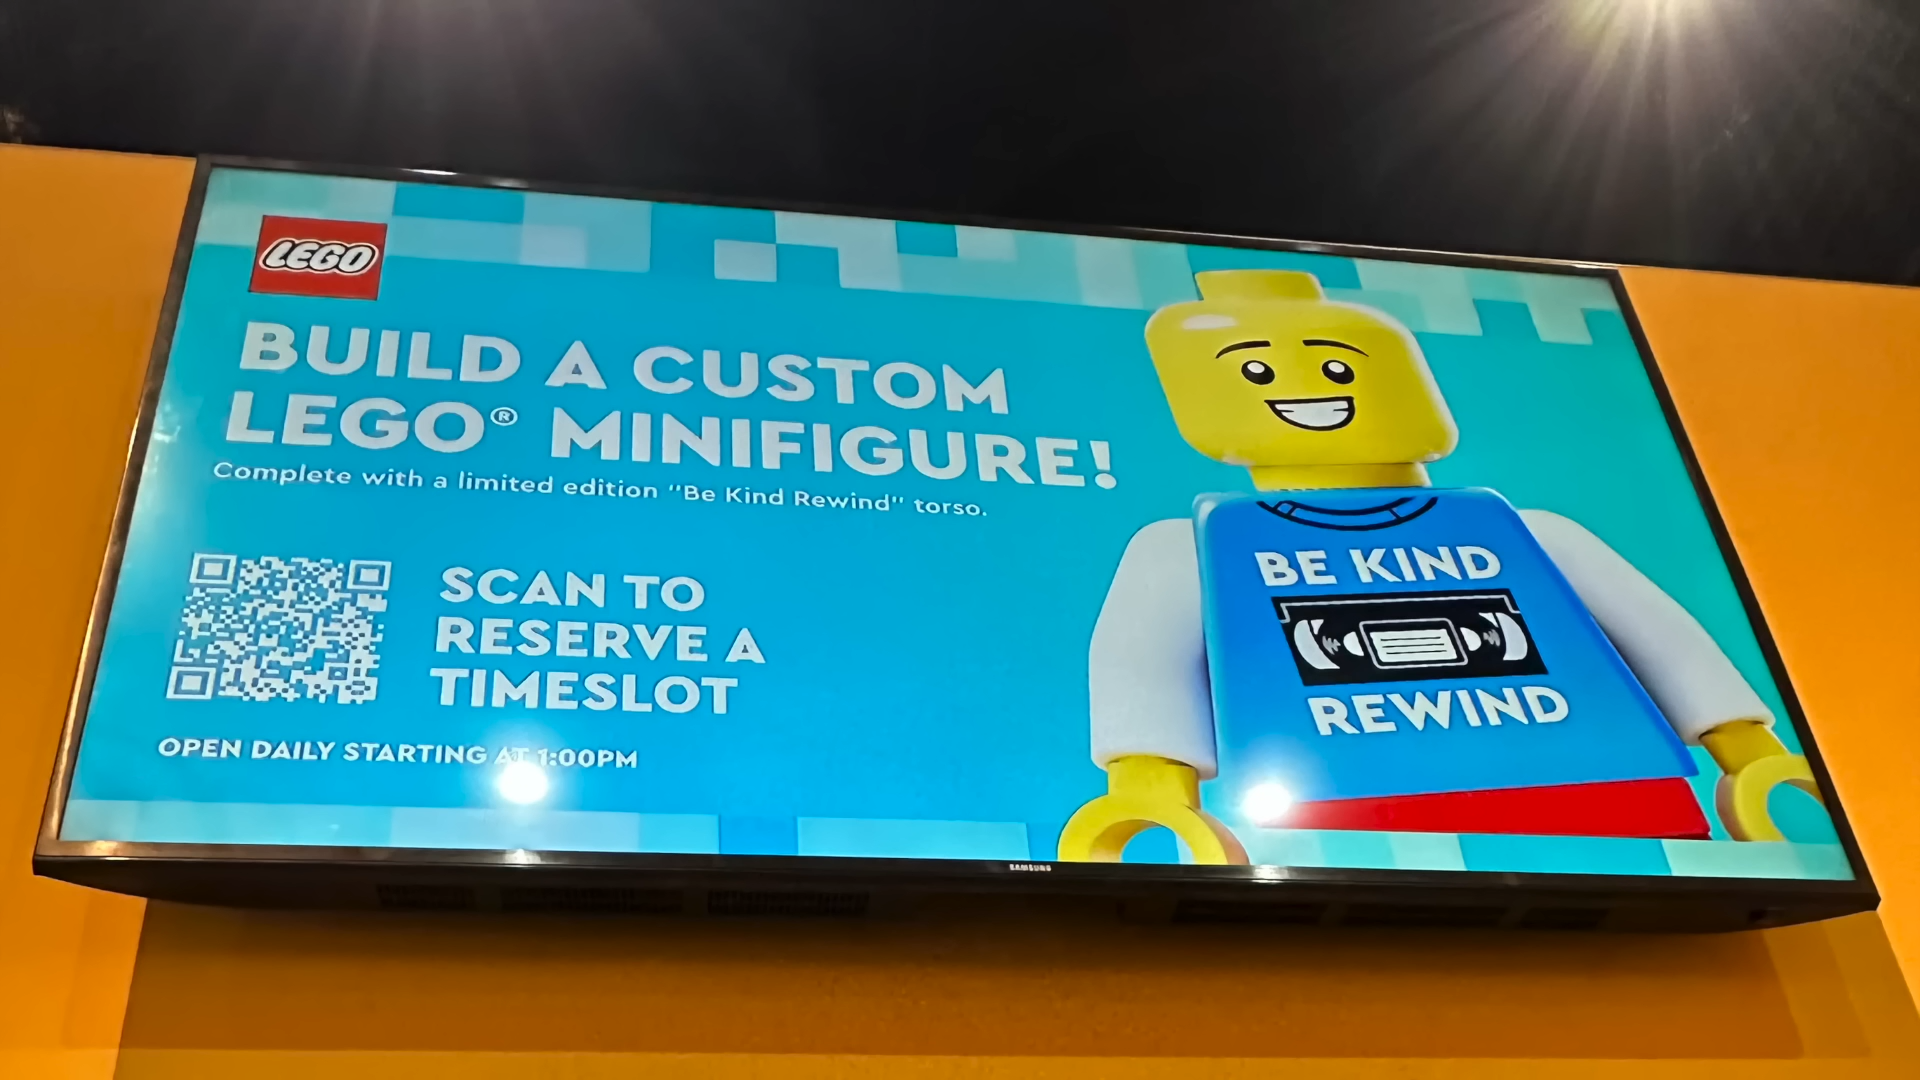 LEGO
BUILD A CUSTOM
LEGO® MINIFIGURE!
Complete with a limited edition "Be Kind Rewind" torso.
SCAN TO
RESERVE A
TIMESLOT
OPEN DAILY STARTING AT 1:00PM
BE KIND
REWIND
SAMSUNG